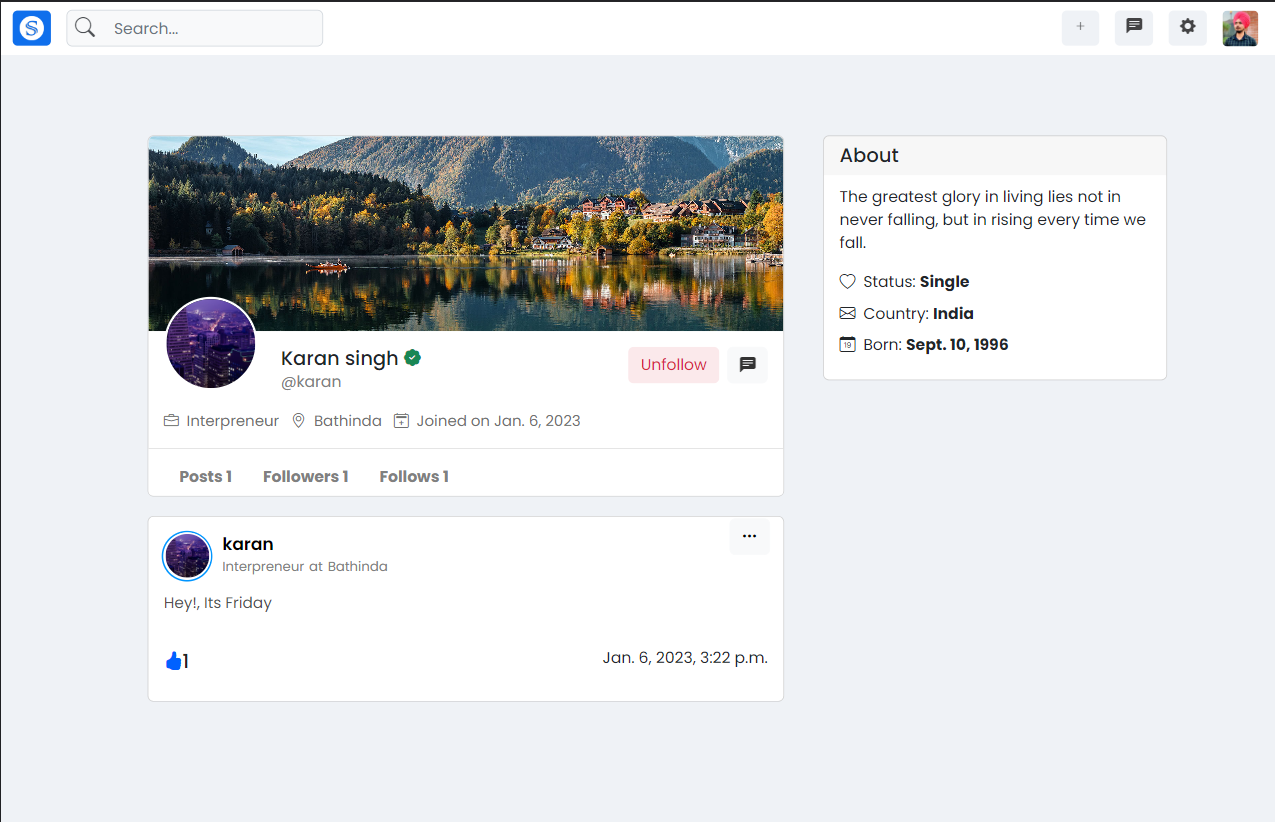 S
Search...
+
About
The greatest glory in living lies not in
never falling, but in rising every time we
fall.
Status: Single
Country: India
19 Born: Sept. 10, 1996
Karan singh
@karan
Unfollow
Interpreneur Bathinda Joined on Jan. 6, 2023
Posts 1 Followers 1 Follows 1
karan
...
Interpreneur at Bathinda
Hey!, Its Friday
1
Jan. 6, 2023, 3:22 p.m.